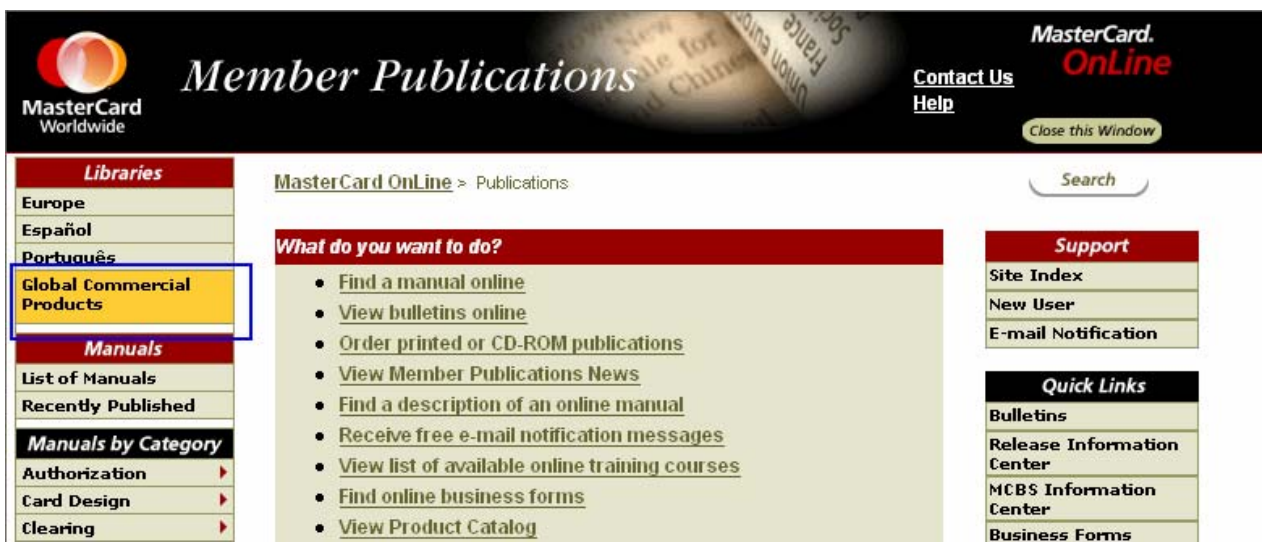 MasterCard
Worldwide
Member Publications
Contact Us
Help
MasterCard.
OnLine
Close this Window
Libraries
Europe
Español
Português
Global Commercial
Products
Manuals
List of Manuals
Recently Published
Manuals by Category
Authorization
Card Design
Clearing
MasterCard OnLine > Publications
What do you want to do?
• Find a manual online
• View bulletins online
• Order printed or CD-ROM publications
• View Member Publications News
• Find a description of an online manual
• Receive free e-mail notification messages
• View list of available online training courses
• Find online business forms
• View Product Catalog
Search
Support
Site Index
New User
E-mail Notification
Quick Links
Bulletins
Release Information
Center
MCBS Information
Center
Business Forms